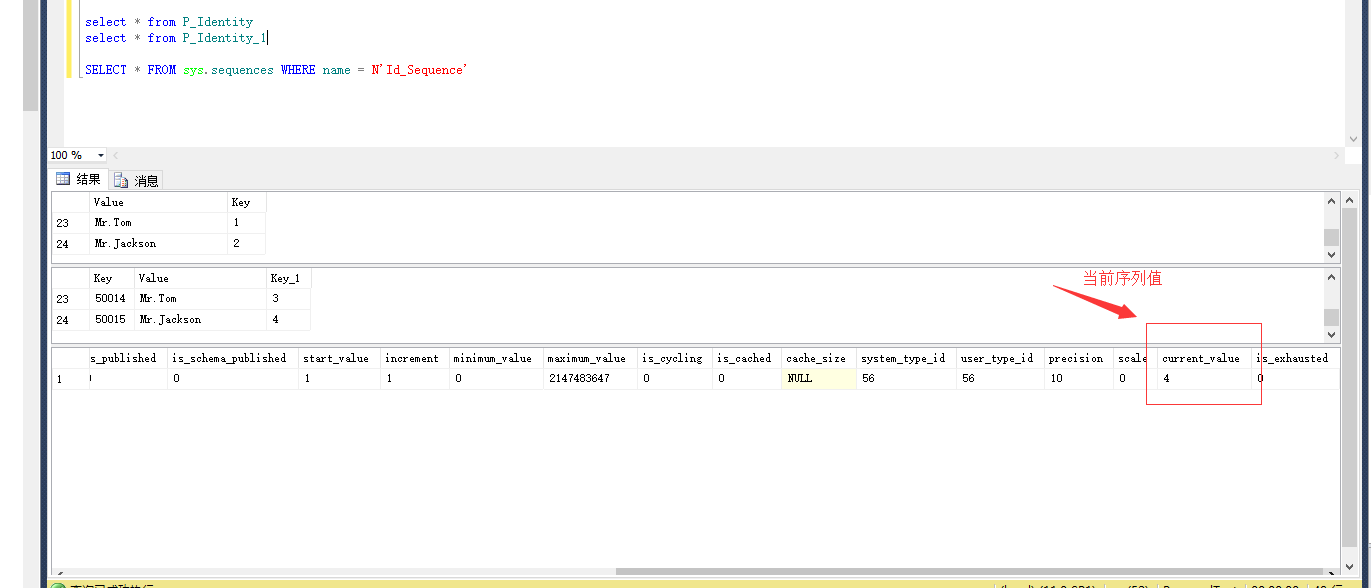 select * from P_Identity
select * from P_Identity_1
SELECT * FROM sys.sequences WHERE name = N'Id_Sequence'
100 %
结果 消息
Value Key
23 Mr.Tom 1
24 Mr.Jackson 2
Key Value Key_1
23 50014 Mr.Tom 3
24 50015 Mr.Jackson 4
当前序列值
s_published is_schema_published start_value increment minimum_value maximum_value is_cycling is_cached cache_size system_type_id user_type_id precision scale current_value is_exhausted
1 0 1 1 0 2147483647 0 0 NULL 56 56 10 0 4 0